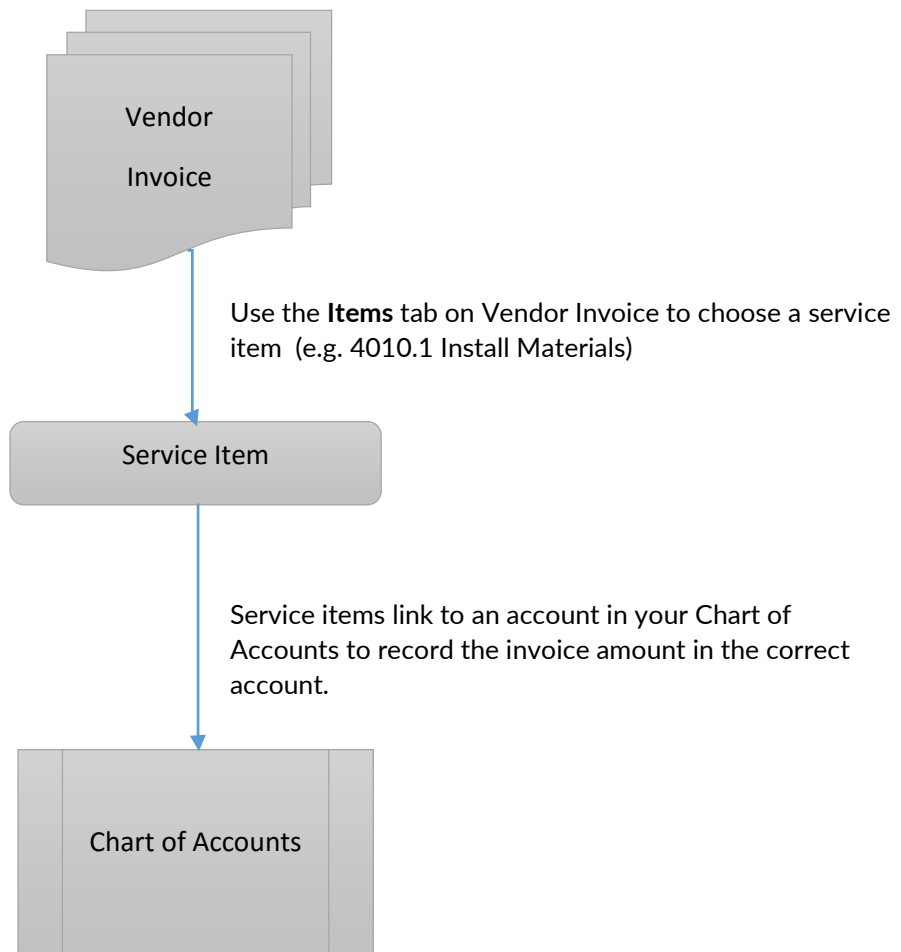 Vendor
Invoice
Use the Items tab on Vendor Invoice to choose a service
item  (e.g. 4010.1 Install Materials)
Service Item
Service items link to an account in your Chart of
Accounts to record the invoice amount in the correct
account.
Chart of Accounts